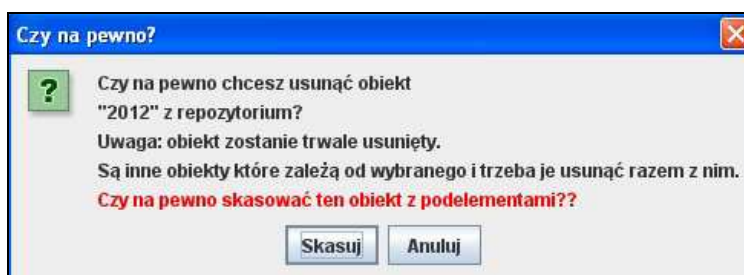 Czy na pewno?
?
Czy na pewno chcesz usunąć obiekt
"2012" z repozytorium?
Uwaga: obiekt zostanie trwale usunięty.
Są inne obiekty które zależą od wybranego i trzeba je usunąć razem z nim.
Czy na pewno skasować ten obiekt z podelementami??
Skasuj Anuluj